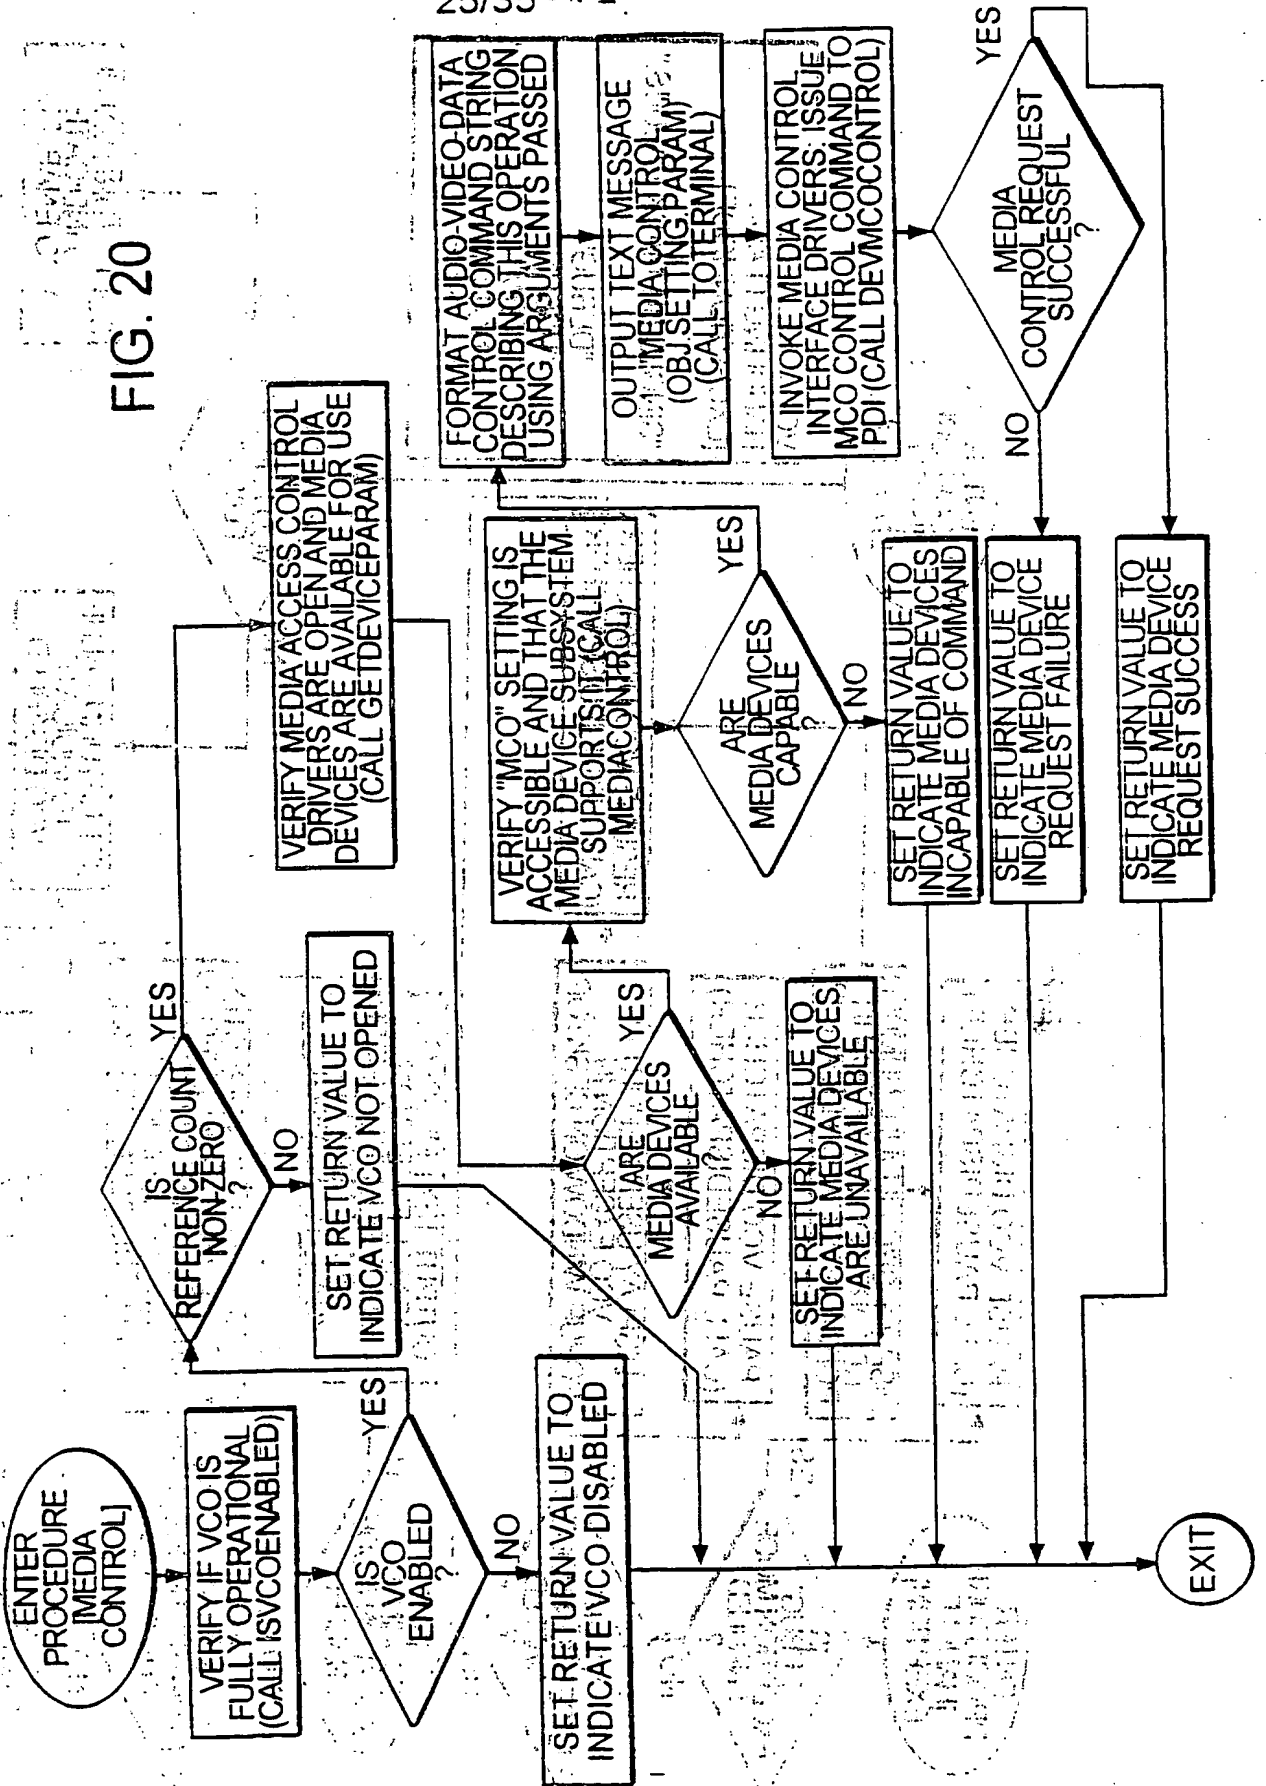 25/35
FIG. 20
ENTER
PROCEDURE
[MEDIA
CONTROL]
VERIFY IF VCO IS
FULLY OPERATIONAL
(CALL ISVCOENABLED)
IS
VCO
ENABLED
?
YES
NO
SET RETURN VALUE TO
INDICATE VCO DISABLED
IS
REFERENCE COUNT
NON-ZERO
?
YES
NO
SET RETURN VALUE TO
INDICATE VCO NOT OPENED
VERIFY MEDIA ACCESS CONTROL
DRIVERS ARE OPEN AND MEDIA
DEVICES ARE AVAILABLE FOR USE
(CALL GETDEVICEPARAM)
ARE
MEDIA DEVICES
AVAILABLE
?
YES
NO
SET RETURN VALUE TO
INDICATE MEDIA DEVICES
ARE UNAVAILABLE
VERIFY "MCO" SETTING IS
ACCESSIBLE AND THAT THE
MEDIA DEVICE SUBSYSTEM
SUPPORTS IT (CALL
MEDIACONTROL)
ARE
MEDIA DEVICES
CAPABLE
?
YES
NO
SET RETURN VALUE TO
INDICATE MEDIA DEVICES
INCAPABLE OF COMMAND
FORMAT AUDIO-VIDEO-DATA
CONTROL COMMAND STRING
DESCRIBING THIS OPERATION
USING ARGUMENTS PASSED
OUTPUT TEXT MESSAGE
"MEDIA CONTROL
(OBJ SETTING PARAM)
(CALL TOTERMINAL)
INVOKE MEDIA CONTROL
INTERFACE DRIVERS: ISSUE
MCO CONTROL COMMAND TO
PDI (CALL DEVMCOCONTROL)
MEDIA
CONTROL REQUEST
SUCCESSFUL
?
YES
NO
SET RETURN VALUE TO
INDICATE MEDIA DEVICE
REQUEST FAILURE
SET RETURN VALUE TO
INDICATE MEDIA DEVICE
REQUEST SUCCESS
EXIT